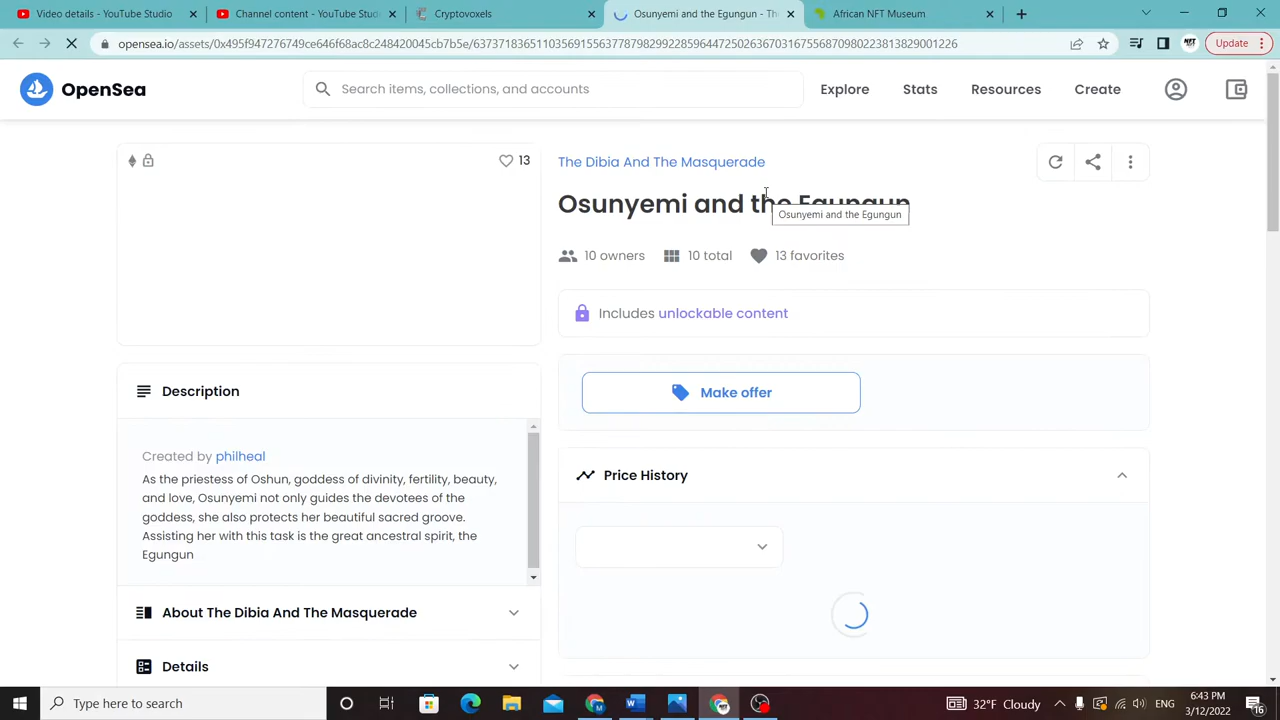 Video details - YouTube Studio
Channel content - YouTube Stud
Cryptovoxels
Osunyemi and the Egungun - The
African NFT Museum
opensea.io/assets/0x495f947276749ce646f68ac8c248420045cb7b5e/63737183651103569155637787982992285964472502636703167556870980223813829001226
Update
OpenSea
Search items, collections, and accounts
Explore
Stats
Resources
Create
13
The Dibia And The Masquerade
Osunyemi and the Egungun
Osunyemi and the Egungun
10 owners
10 total
13 favorites
Includes unlockable content
Make offer
Description
Created by philheal
As the priestess of Oshun, goddess of divinity, fertility, beauty,
and love, Osunyemi not only guides the devotees of the
goddess, she also protects her beautiful sacred groove.
Assisting her with this task is the great ancestral spirit, the
Egungun
Price History
About The Dibia And The Masquerade
Details
Type here to search
32°F Cloudy
ENG
6:43 PM
3/12/2022
16